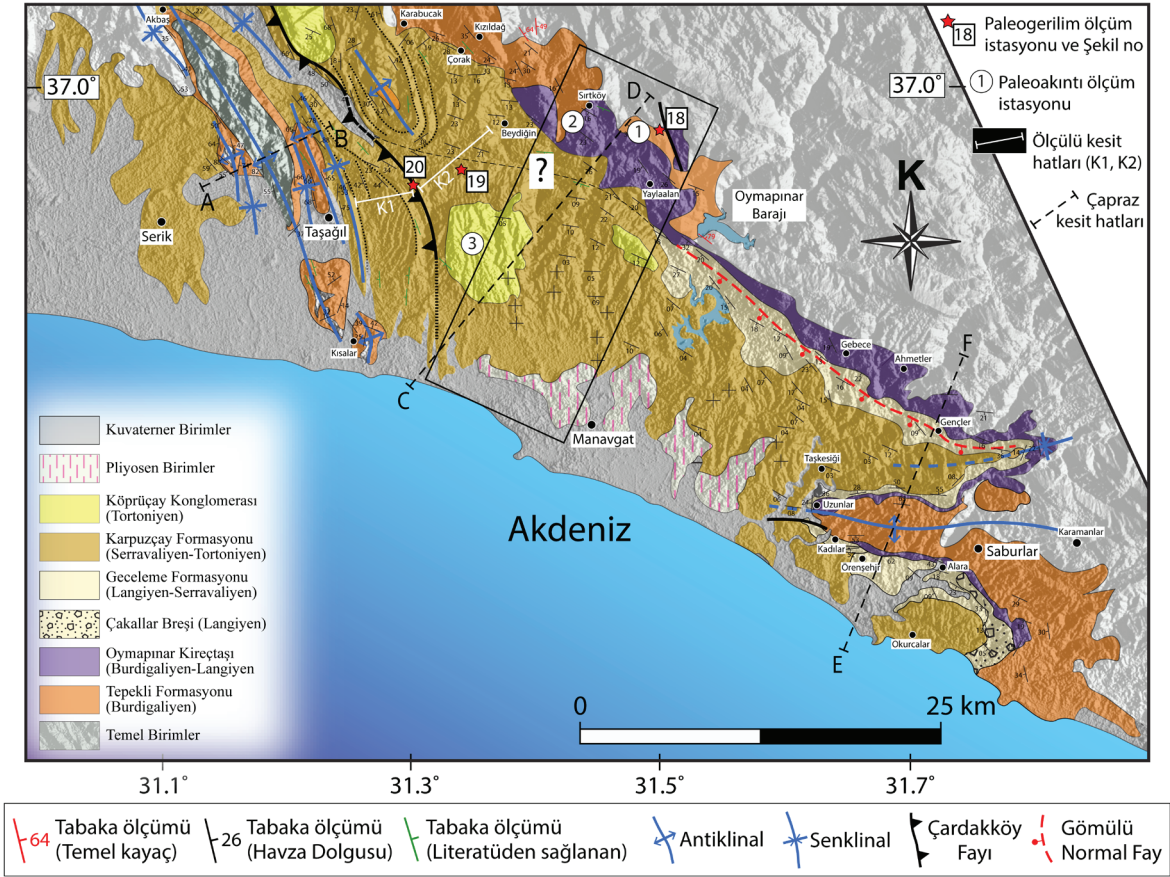 Akbaş
Karabucak
Kızıldağ
Çorak
37.0˚
37.0˚
18
Paleogerilim ölçüm
istasyonu ve Şekil no
1
Paleoakıntı ölçüm
istasyonu
Ölçülü kesit
hatları (K1, K2)
Çapraz
kesit hatları
K
D
Sırtköy
2
1
18
Beydiğin
B
A
20
19
?
K2
K1
Yaylaalan
Oymapınar
Barajı
Serik
Taşağıl
3
Kısalar
C
Gebece
Ahmetler
F
Gençler
Manavgat
Taşkesiği
Uzunlar
Karamanlar
Kadılar
Saburlar
Örenşehir
Alara
Okurcalar
E
Akdeniz
Kuvaterner Birimler
Pliyosen Birimler
Köprüçay Konglomerası
(Tortoniyen)
Karpuzçay Formasyonu
(Serravaliyen-Tortoniyen)
Geceleme Formasyonu
(Langiyen-Serravaliyen)
Çakallar Breşi (Langiyen)
Oymapınar Kireçtaşı
(Burdigaliyen-Langiyen
Tepekli Formasyonu
(Burdigaliyen)
Temel Birimler
0 25 km
31.1˚ 31.3˚ 31.5˚ 31.7˚
64 Tabaka ölçümü
(Temel kayaç)
26 Tabaka ölçümü
(Havza Dolgusu)
Tabaka ölçümü
(Literatüden sağlanan)
Antiklinal
Senklinal
Çardakköy
Fayı
Gömülü
Normal Fay